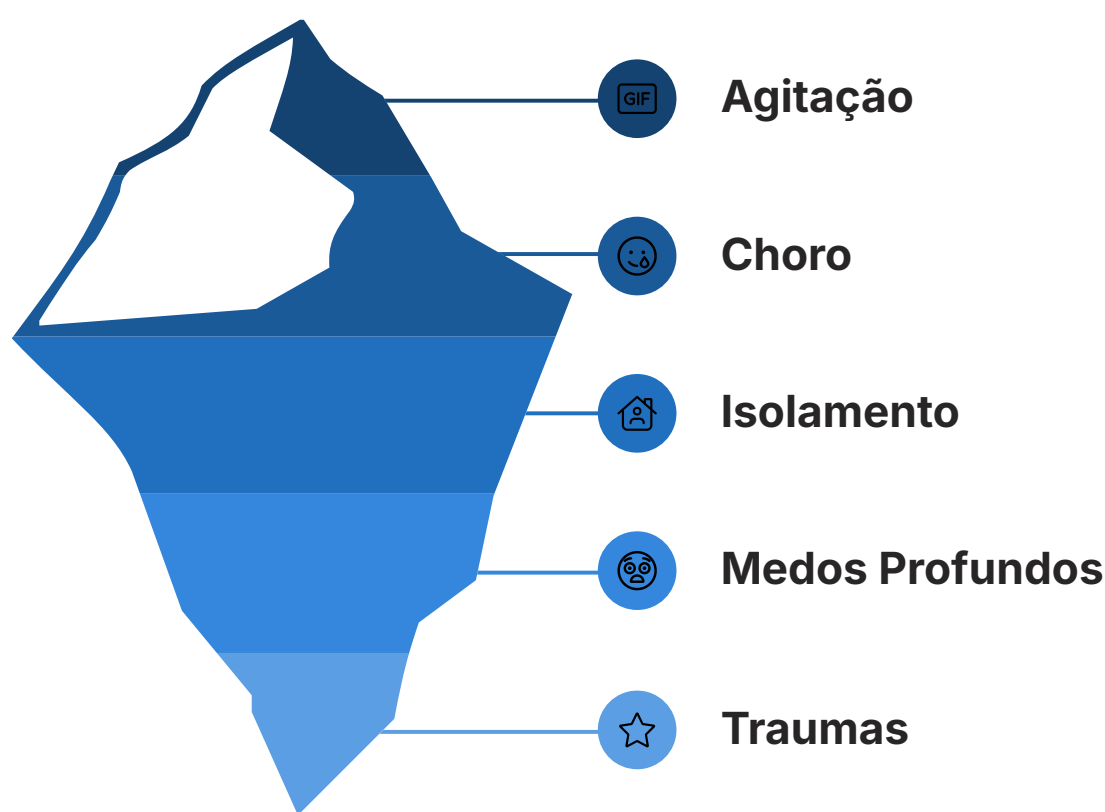 GIF
Agitação
Choro
Isolamento
Medos Profundos
Traumas